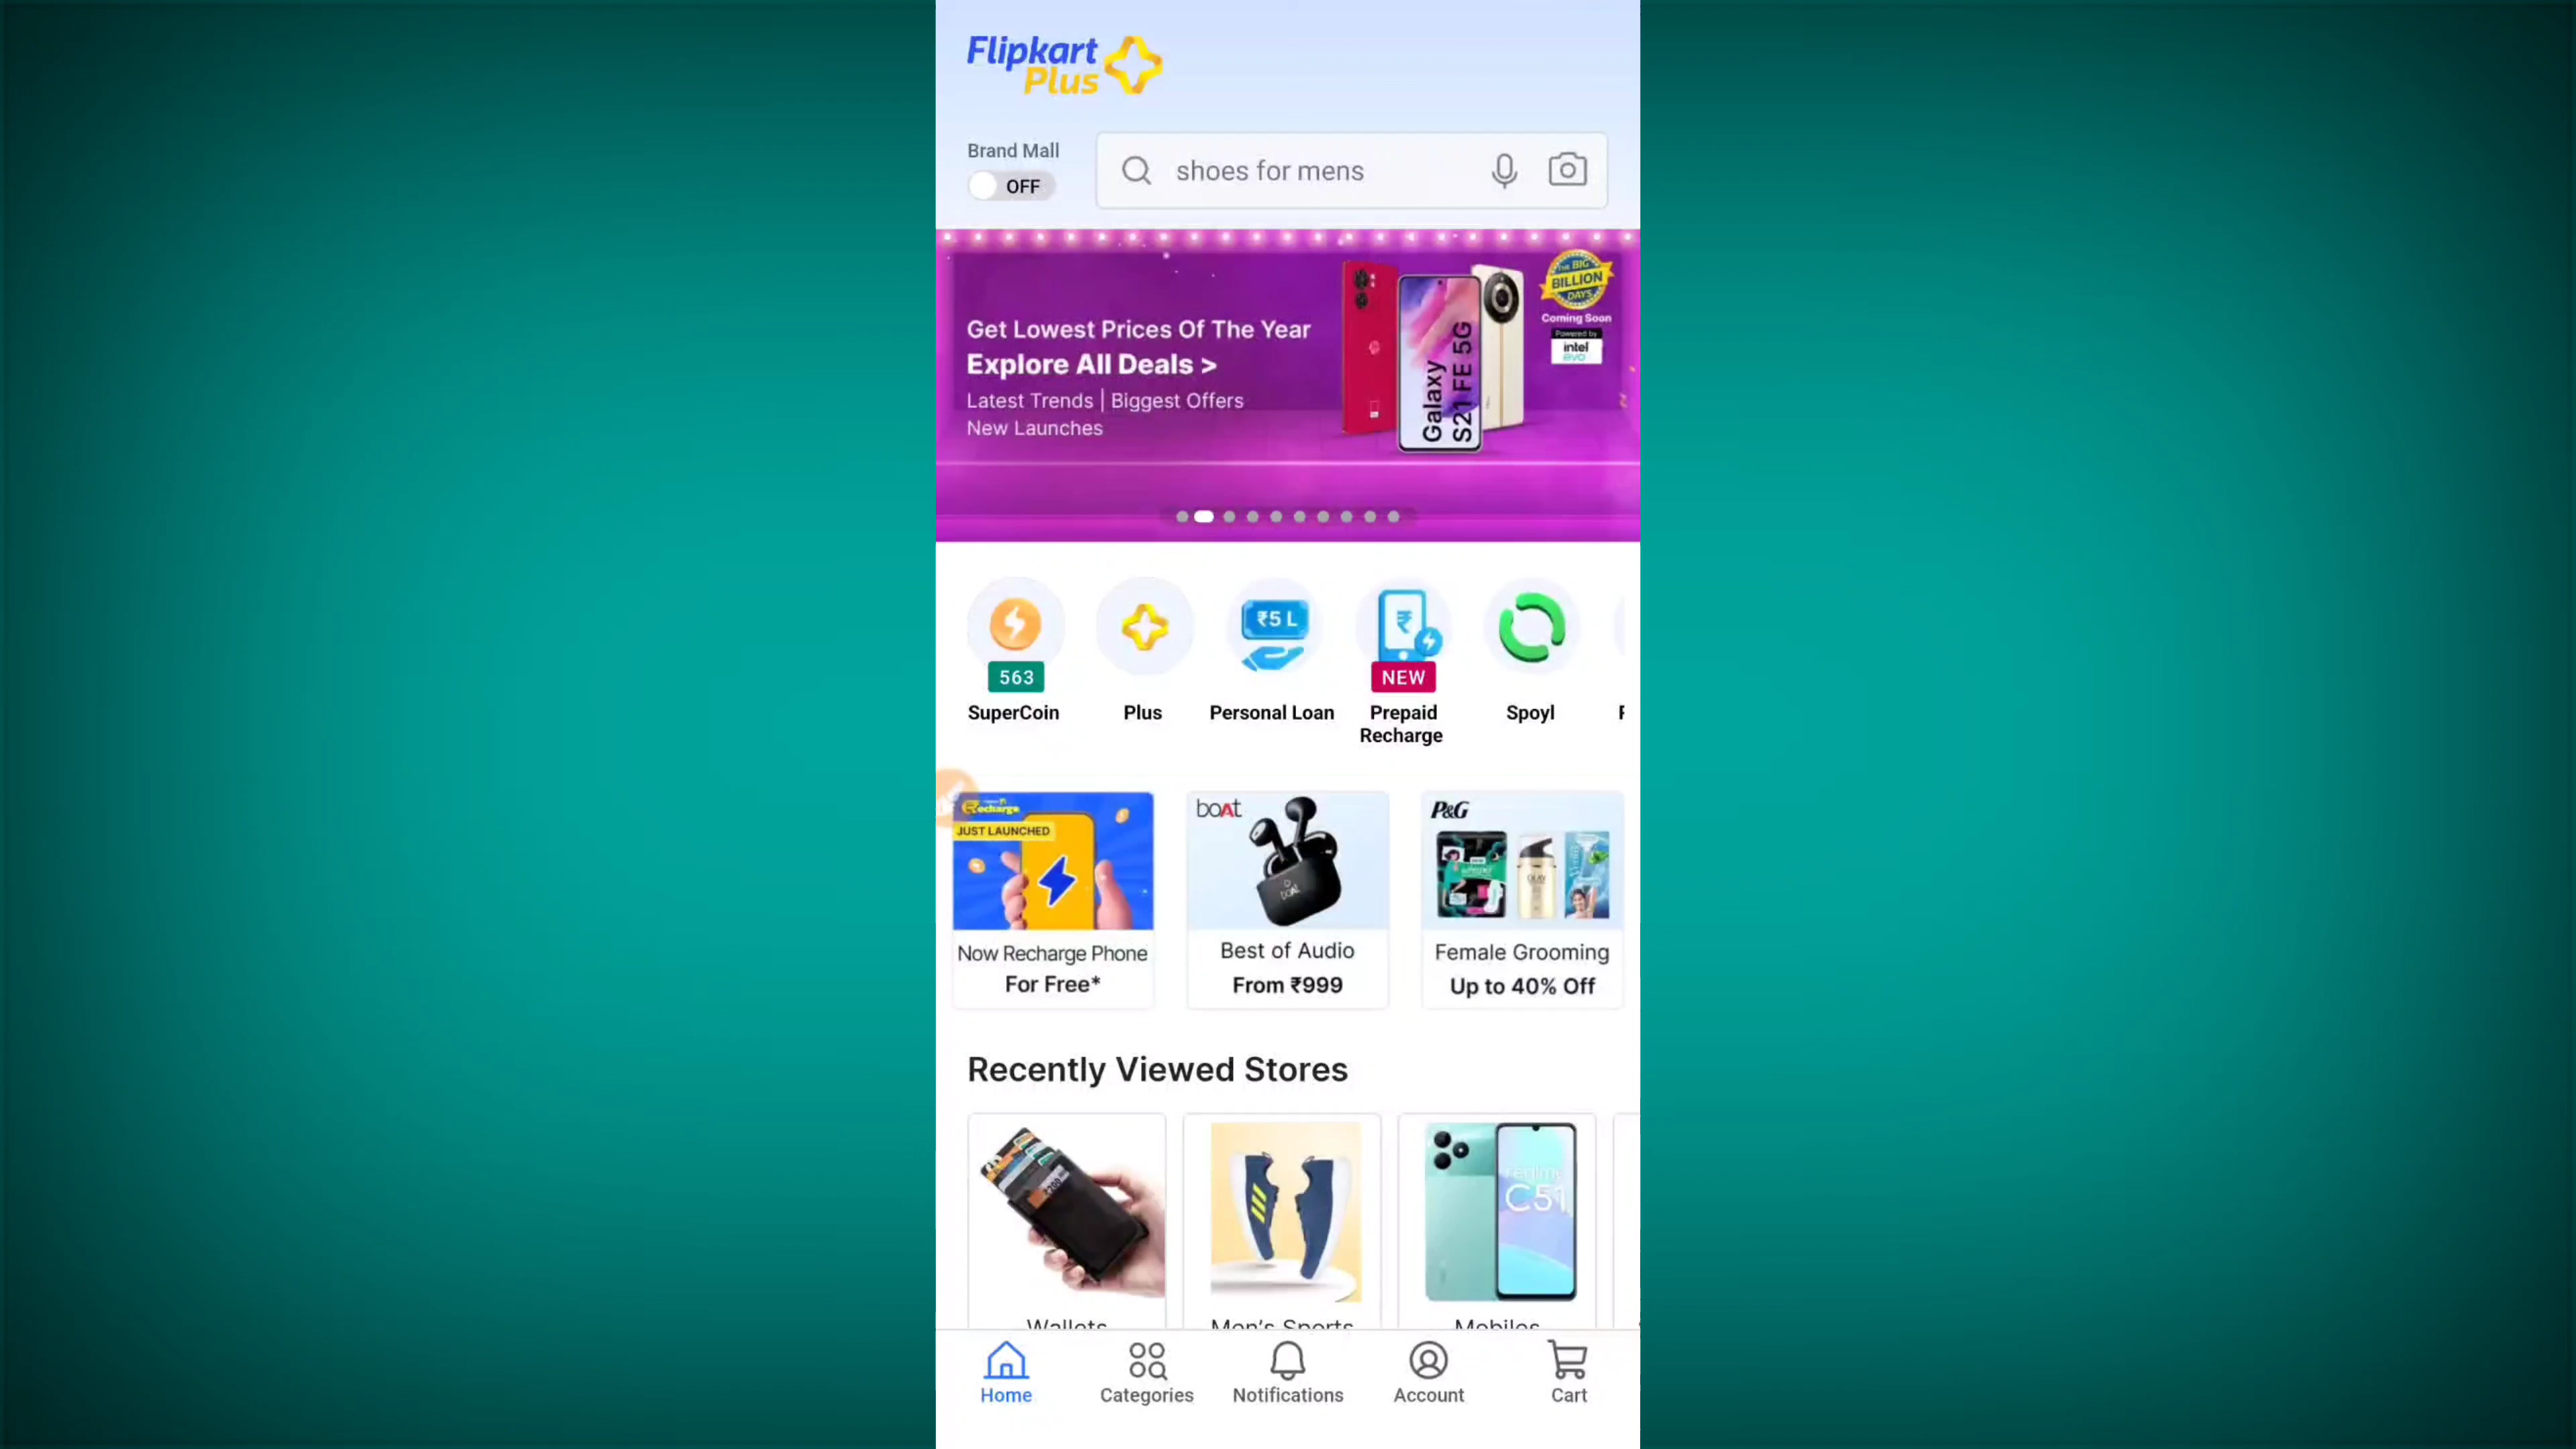 Flipkart
Plus
Brand Mall
OFF
shoes for mens
THE BIG
BILLION
DAYS
Coming Soon
Powered by
intel
evo
Get Lowest Prices Of The Year
Explore All Deals >
Latest Trends | Biggest Offers
New Launches
Galaxy
S21 FE 5G
₹5 L
₹
563
NEW
SuperCoin
Plus
Personal Loan
Prepaid
Recharge
Spoyl
Recharge
JUST LAUNCHED
boAt
boAt
P&G
OLAY
Now Recharge Phone
For Free*
Best of Audio
From ₹999
Female Grooming
Up to 40% Off
Recently Viewed Stores
realme
C51
Wallets
Men's Sports
Mobiles
Home
Categories
Notifications
Account
Cart